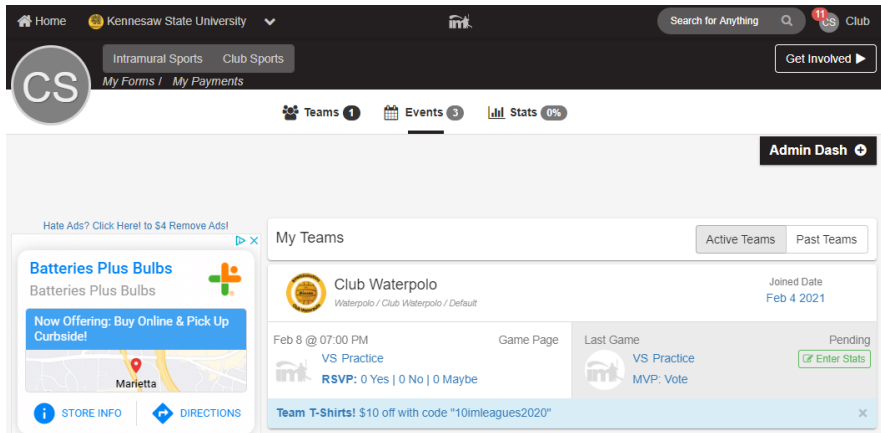 Home Kennesaw State University im Search for Anything 11 CS Club
Intramural Sports Club Sports Get Involved
CS
My Forms / My Payments
Teams 1 Events 3 Stats 0%
Admin Dash
Hate Ads? Click Here! to $4 Remove Ads!
Batteries Plus Bulbs
Batteries Plus Bulbs
Now Offering: Buy Online & Pick Up
Curbside!
Marietta
STORE INFO DIRECTIONS
My Teams Active Teams Past Teams
Club Waterpolo Joined Date
Waterpolo / Club Waterpolo / Default Feb 4 2021
Feb 8 @ 07:00 PM Game Page
im VS Practice
RSVP: 0 Yes | 0 No | 0 Maybe
Last Game Pending
im VS Practice Enter Stats
MVP: Vote
Team T-Shirts! $10 off with code "10imleagues2020"